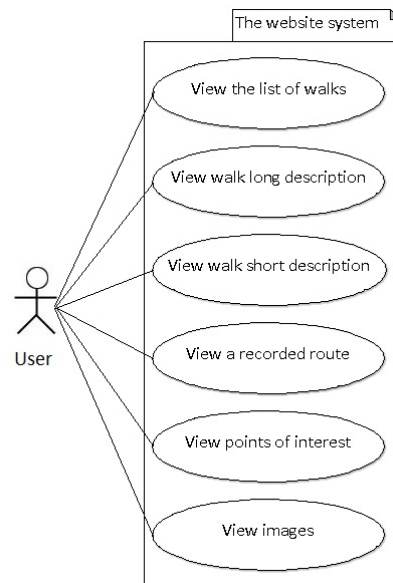 The website system
View the list of walks
View walk long description
View walk short description
User
View a recorded route
View points of interest
View images